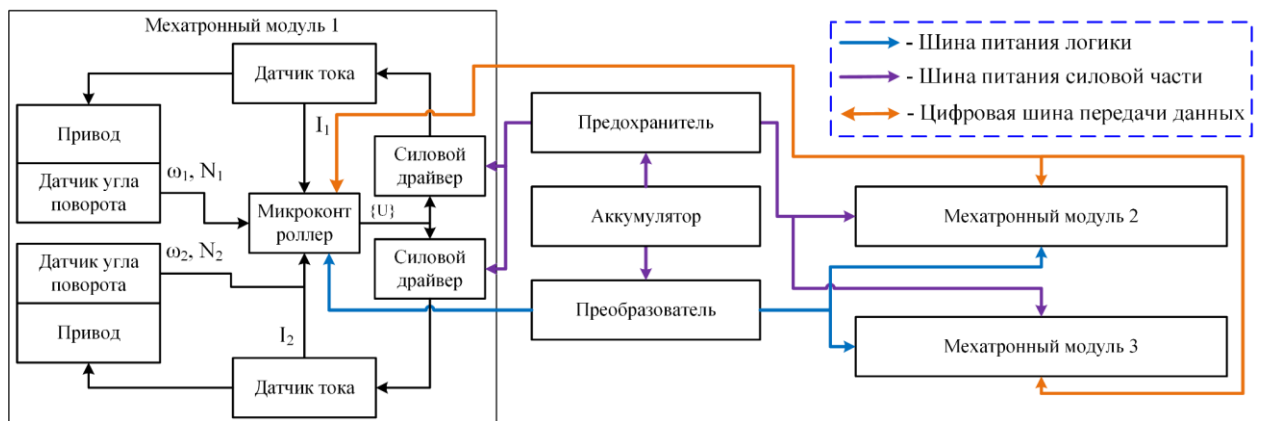 Мехатронный модуль 1
Датчик тока
Привод
Датчик угла
поворота
ω1, N1
I1
Микроконт
роллер
{U}
Силовой
драйвер
Силовой
драйвер
Датчик угла
поворота
Привод
ω2, N2
I2
Датчик тока
Предохранитель
Аккумулятор
Преобразователь
- Шина питания логики
- Шина питания силовой части
- Цифровая шина передачи данных
Мехатронный модуль 2
Мехатронный модуль 3